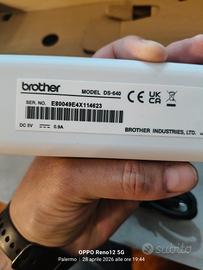 brother
MODEL DS-640
SER. NO. E80049E4X114623
DC 5V 0.9A
BROTHER INDUSTRIES, LTD.
UK CA CE
OPPO Reno12 5G
Palermo | 28 aprile 2026 alle ore 19:44
subito